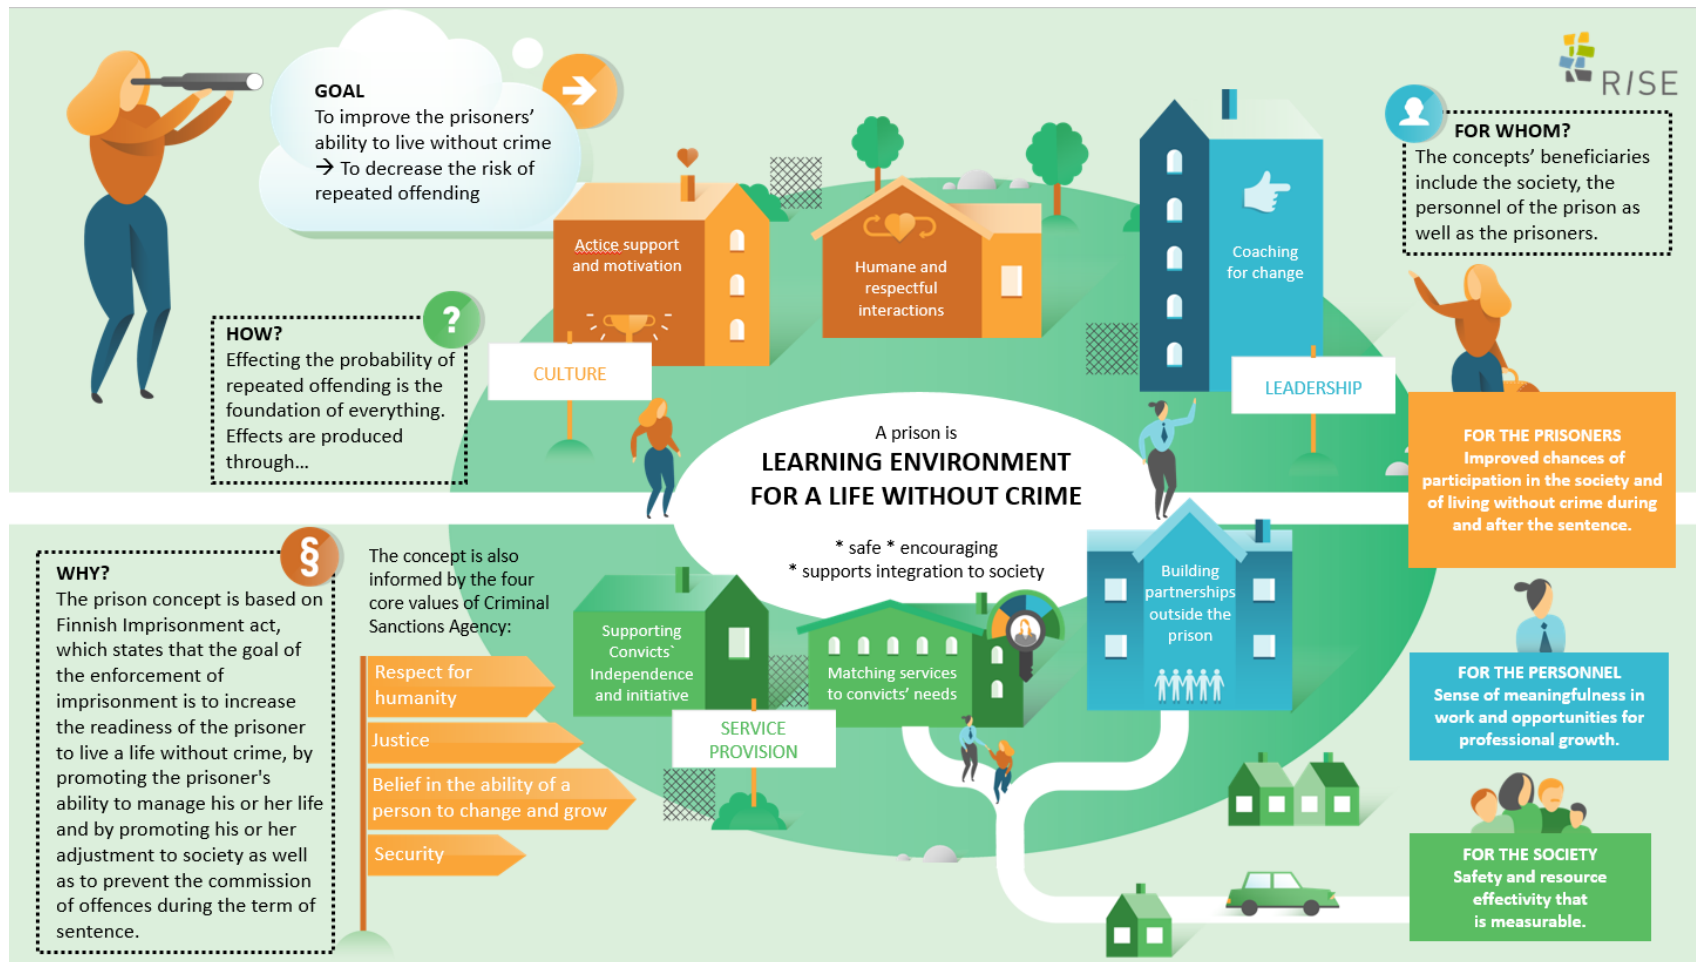 GOAL
To improve the prisoners’
ability to live without crime
→ To decrease the risk of
repeated offending
RISE
FOR WHOM?
The concepts’ beneficiaries
include the society, the
personnel of the prison as
well as the prisoners.
HOW?
?
Effecting the probability of
repeated offending is the
foundation of everything.
Effects are produced
through...
Actice support
and motivation
Humane and
respectful
interactions
CULTURE
Coaching
for change
LEADERSHIP
A prison is
LEARNING ENVIRONMENT
FOR A LIFE WITHOUT CRIME
* safe * encouraging
* supports integration to society
WHY?
§
The prison concept is based on
Finnish Imprisonment act,
which states that the goal of
the enforcement of
imprisonment is to increase
the readiness of the prisoner
to live a life without crime, by
promoting the prisoner's
ability to manage his or her life
and by promoting his or her
adjustment to society as well
as to prevent the commission
of offences during the term of
sentence.
The concept is also
informed by the four
core values of Criminal
Sanctions Agency:
Respect for
humanity
Justice
Belief in the ability of a
person to change and grow
Security
Supporting
Convicts`
Independence
and initiative
Matching services
to convicts’ needs
SERVICE
PROVISION
Building
partnerships
outside the
prison
FOR THE PRISONERS
Improved chances of
participation in the society and
of living without crime during
and after the sentence.
FOR THE PERSONNEL
Sense of meaningfulness in
work and opportunities for
professional growth.
FOR THE SOCIETY
Safety and resource
effectivity that
is measurable.